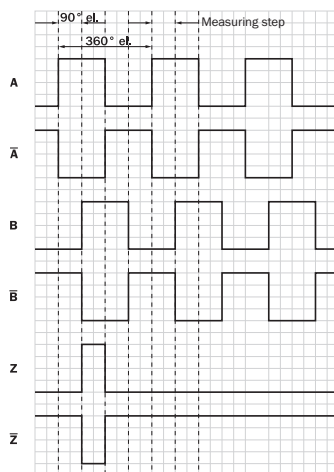 90° el.
Measuring step
360° el.
A
A̅
B
B̅
Z
Z̅